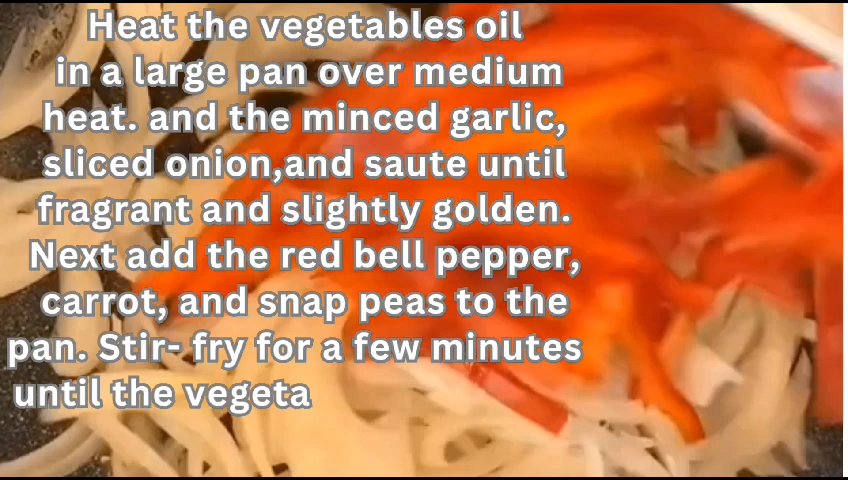 Heat the vegetables oil
in a large pan over medium
heat. and the minced garlic,
sliced onion,and saute until
fragrant and slightly golden.
Next add the red bell pepper,
carrot, and snap peas to the
pan. Stir- fry for a few minutes
until the vegeta